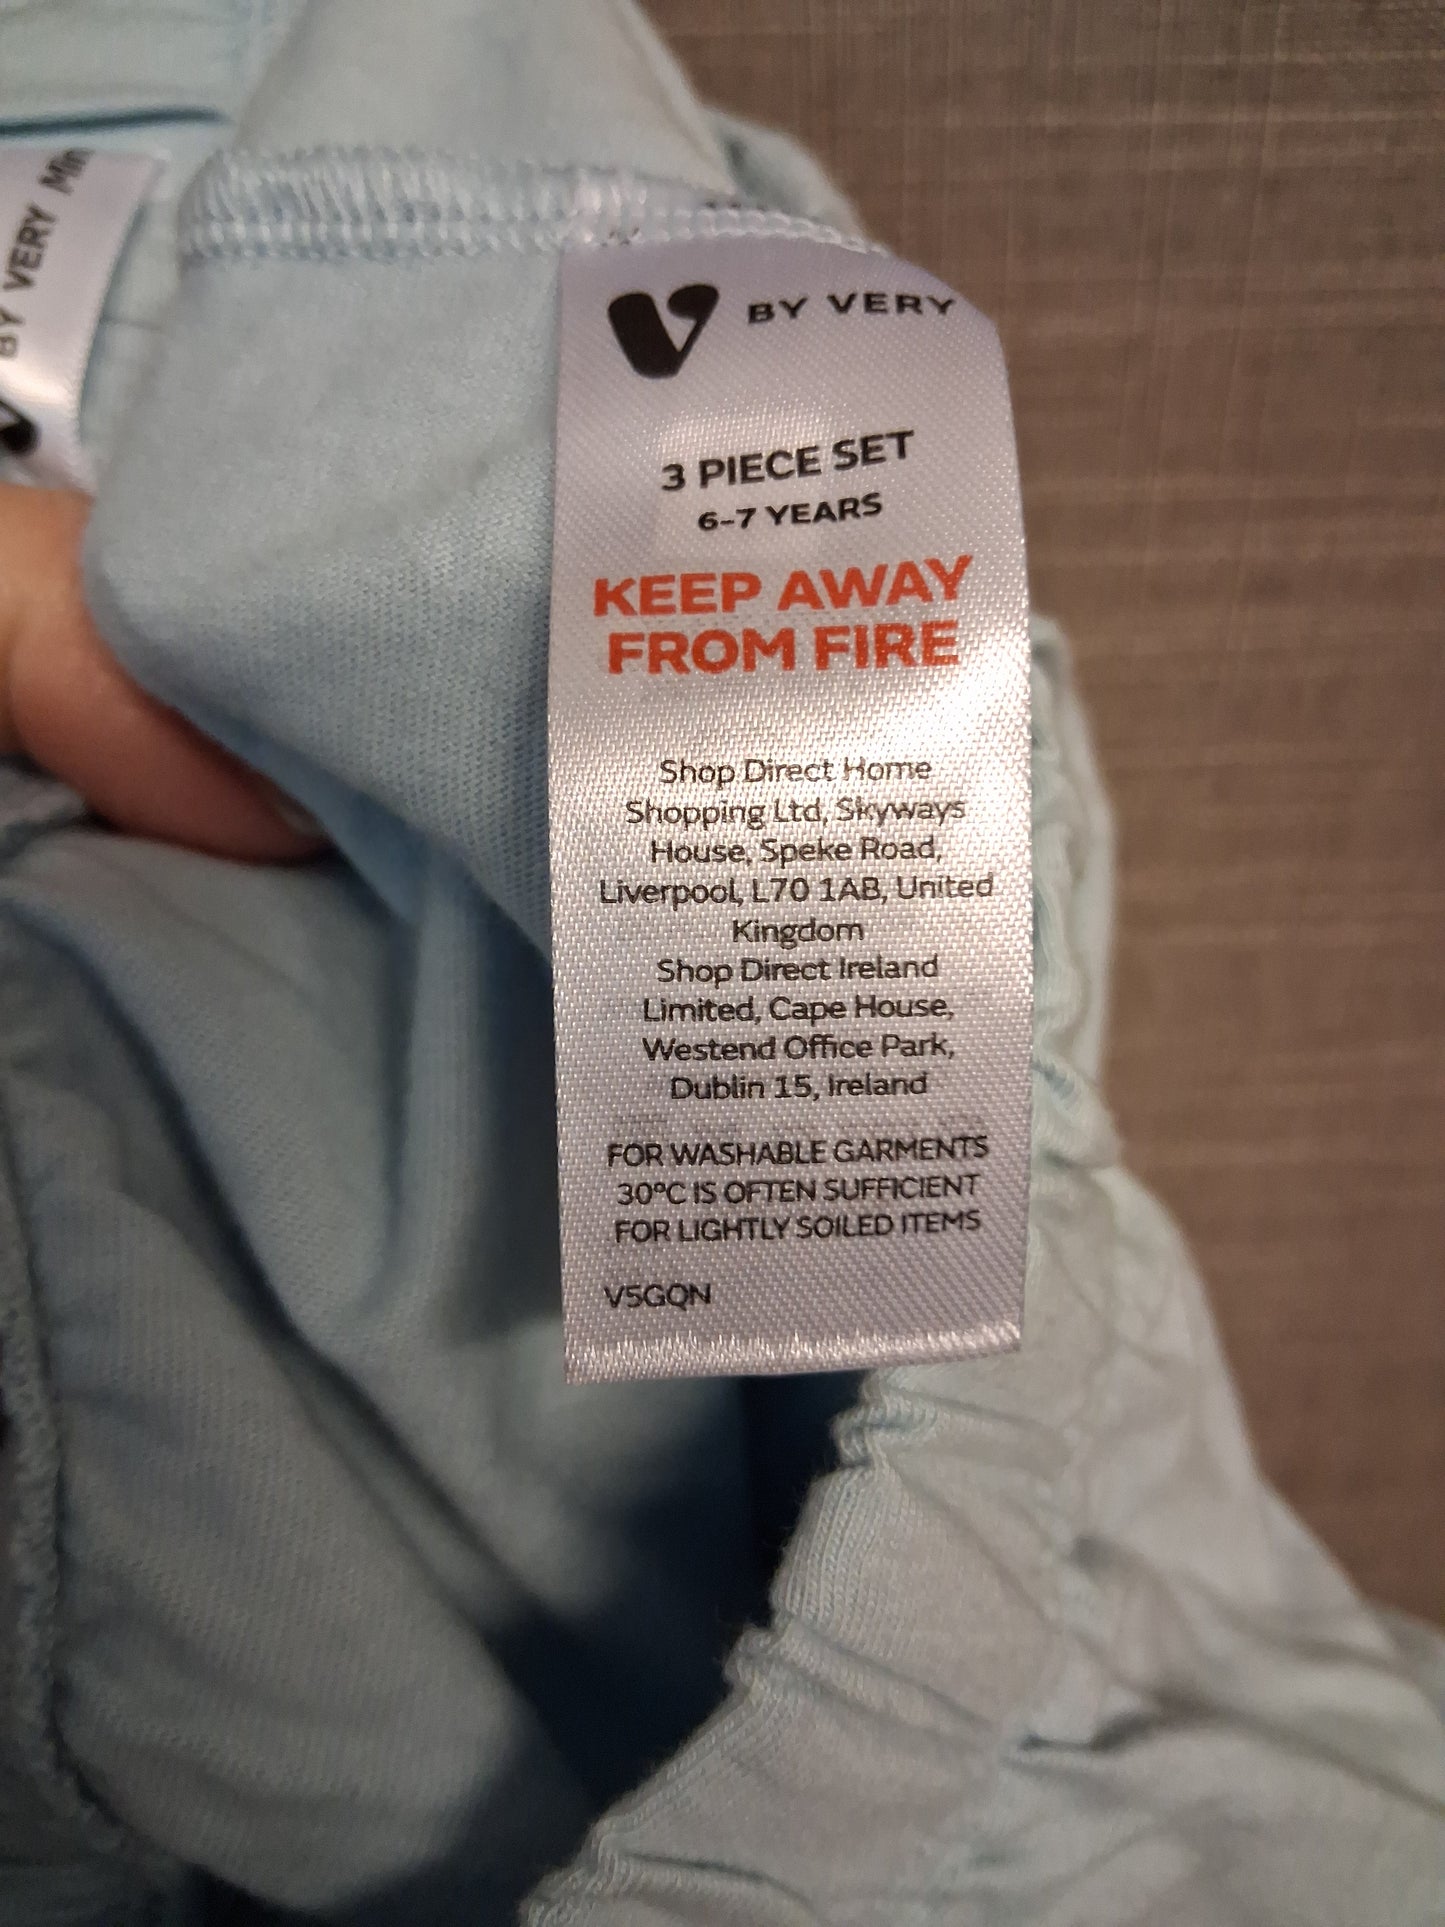 BY VERY Min
V BY VERY
3 PIECE SET
6-7 YEARS
KEEP AWAY
FROM FIRE
Shop Direct Home
Shopping Ltd, Skyways
House, Speke Road,
Liverpool, L70 1AB, United
Kingdom
Shop Direct Ireland
Limited, Cape House,
Westend Office Park,
Dublin 15, Ireland
FOR WASHABLE GARMENTS
30°C IS OFTEN SUFFICIENT
FOR LIGHTLY SOILED ITEMS
V5GQN